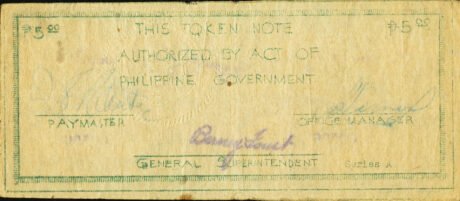 ₱5.00 ₱5.00
THIS TOKEN NOTE
AUTHORIZED BY ACT OF
PHILIPPINE GOVERNMENT
PAYMASTER OFFICE MANAGER
GENERAL SUPERINTENDENT
SERIES A